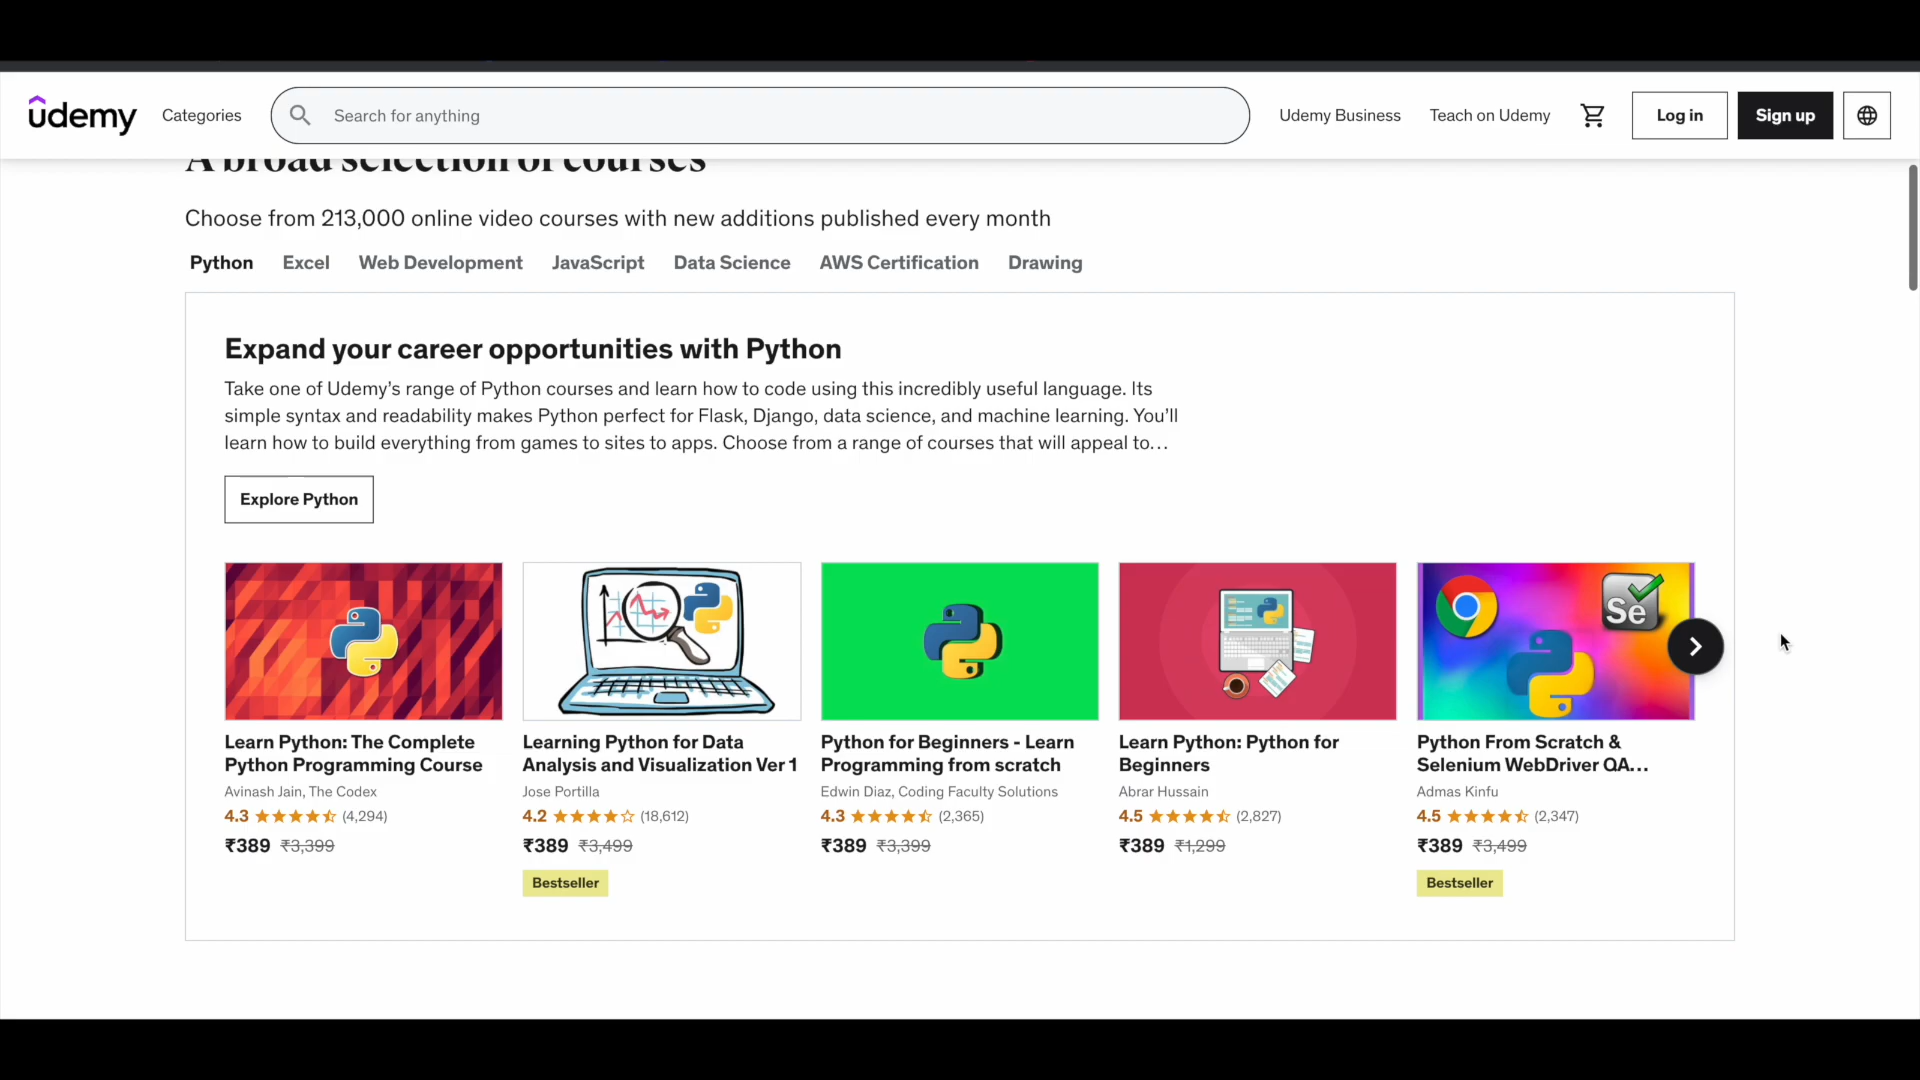 udemy
Categories
Search for anything
Udemy Business
Teach on Udemy
Log in
Sign up
A broad selection of courses
Choose from 213,000 online video courses with new additions published every month
Python
Excel
Web Development
JavaScript
Data Science
AWS Certification
Drawing
Expand your career opportunities with Python
Take one of Udemy’s range of Python courses and learn how to code using this incredibly useful language. Its
simple syntax and readability makes Python perfect for Flask, Django, data science, and machine learning. You’ll
learn how to build everything from games to sites to apps. Choose from a range of courses that will appeal to...
Explore Python
Learn Python: The Complete
Python Programming Course
Avinash Jain, The Codex
4.3 (4,294)
₹389 ₹3,399
Learning Python for Data
Analysis and Visualization Ver 1
Jose Portilla
4.2 (18,612)
₹389 ₹3,499
Bestseller
Python for Beginners - Learn
Programming from scratch
Edwin Diaz, Coding Faculty Solutions
4.3 (2,365)
₹389 ₹3,399
Learn Python: Python for
Beginners
Abrar Hussain
4.5 (2,827)
₹389 ₹1,299
Se
Python From Scratch &
Selenium WebDriver QA...
Admas Kinfu
4.5 (2,347)
₹389 ₹3,499
Bestseller